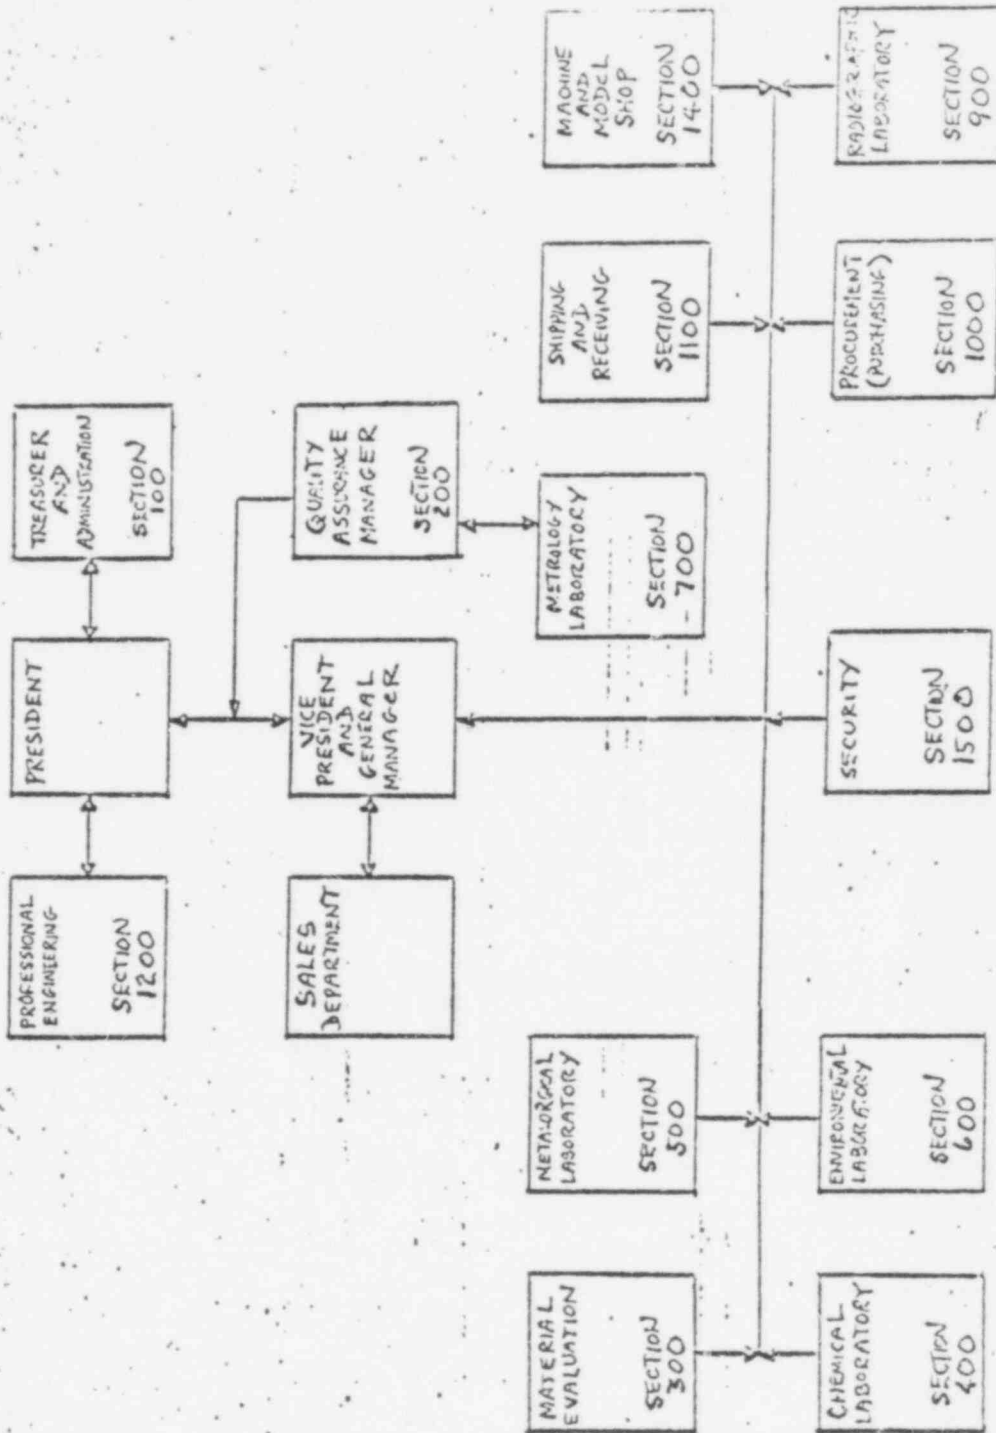 PROFESSIONAL
ENGINEERING
SECTION
1200
PRESIDENT
TREASURER
AND
ADMINISTRATION
SECTION
100
SALES
DEPARTMENT
VICE
PRESIDENT
AND
GENERAL
MANAGER
QUALITY
ASSURANCE
MANAGER
SECTION
200
MATERIAL
EVALUATION
SECTION
300
METALURGICAL
LABORATORY
SECTION
500
METROLOGY
LABORATORY
SECTION
700
SHIPPING
AND
RECEIVING
SECTION
1100
MACHINE
AND
MODEL
SHOP
SECTION
1400
CHEMICAL
LABORATORY
SECTION
400
ENVIRONMENTAL
LABORATORY
SECTION
600
SECURITY
SECTION
1500
PROCUREMENT
(PURCHASING)
SECTION
1000
RADIOGRAPHIC
LABORATORY
SECTION
900